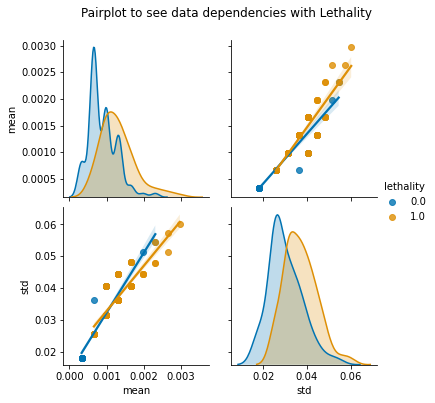 Pairplot to see data dependencies with Lethality
0.0030
0.0025
0.0020
0.0015
0.0010
0.0005
mean
lethality
0.0
1.0
0.06
0.05
0.04
0.03
0.02
std
0.000 0.001 0.002 0.003
0.02 0.04 0.06
mean
std